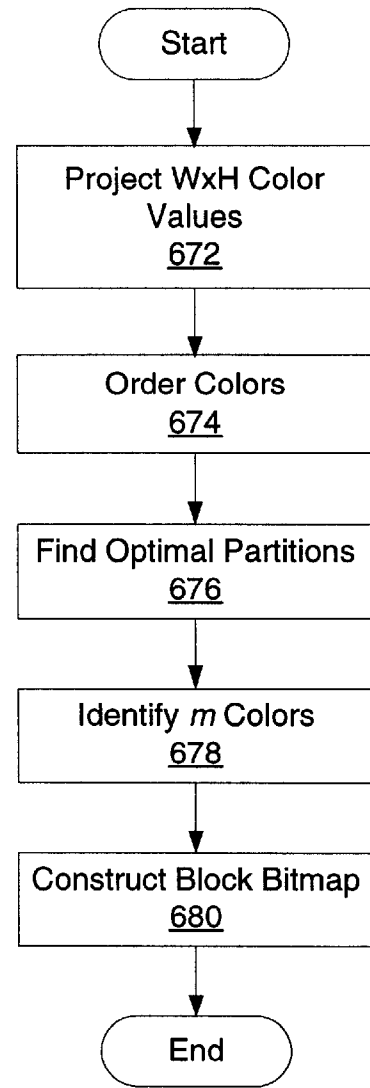 Start
Project WxH Color
Values
672
Order Colors
674
Find Optimal Partitions
676
Identify m Colors
678
Construct Block Bitmap
680
End